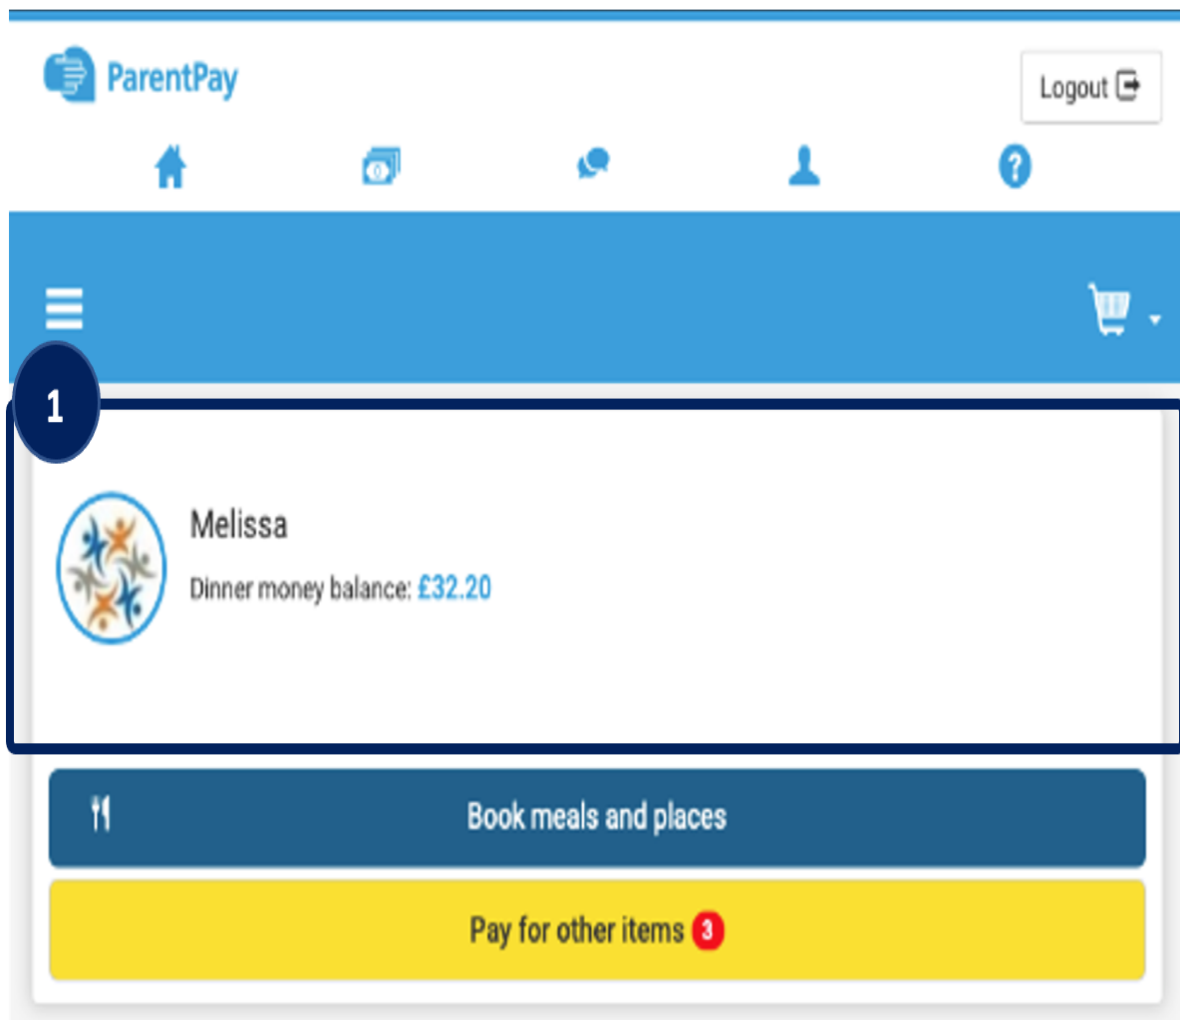 ParentPay
Logout
1
Melissa
Dinner money balance: £32.20
Book meals and places
Pay for other items 3